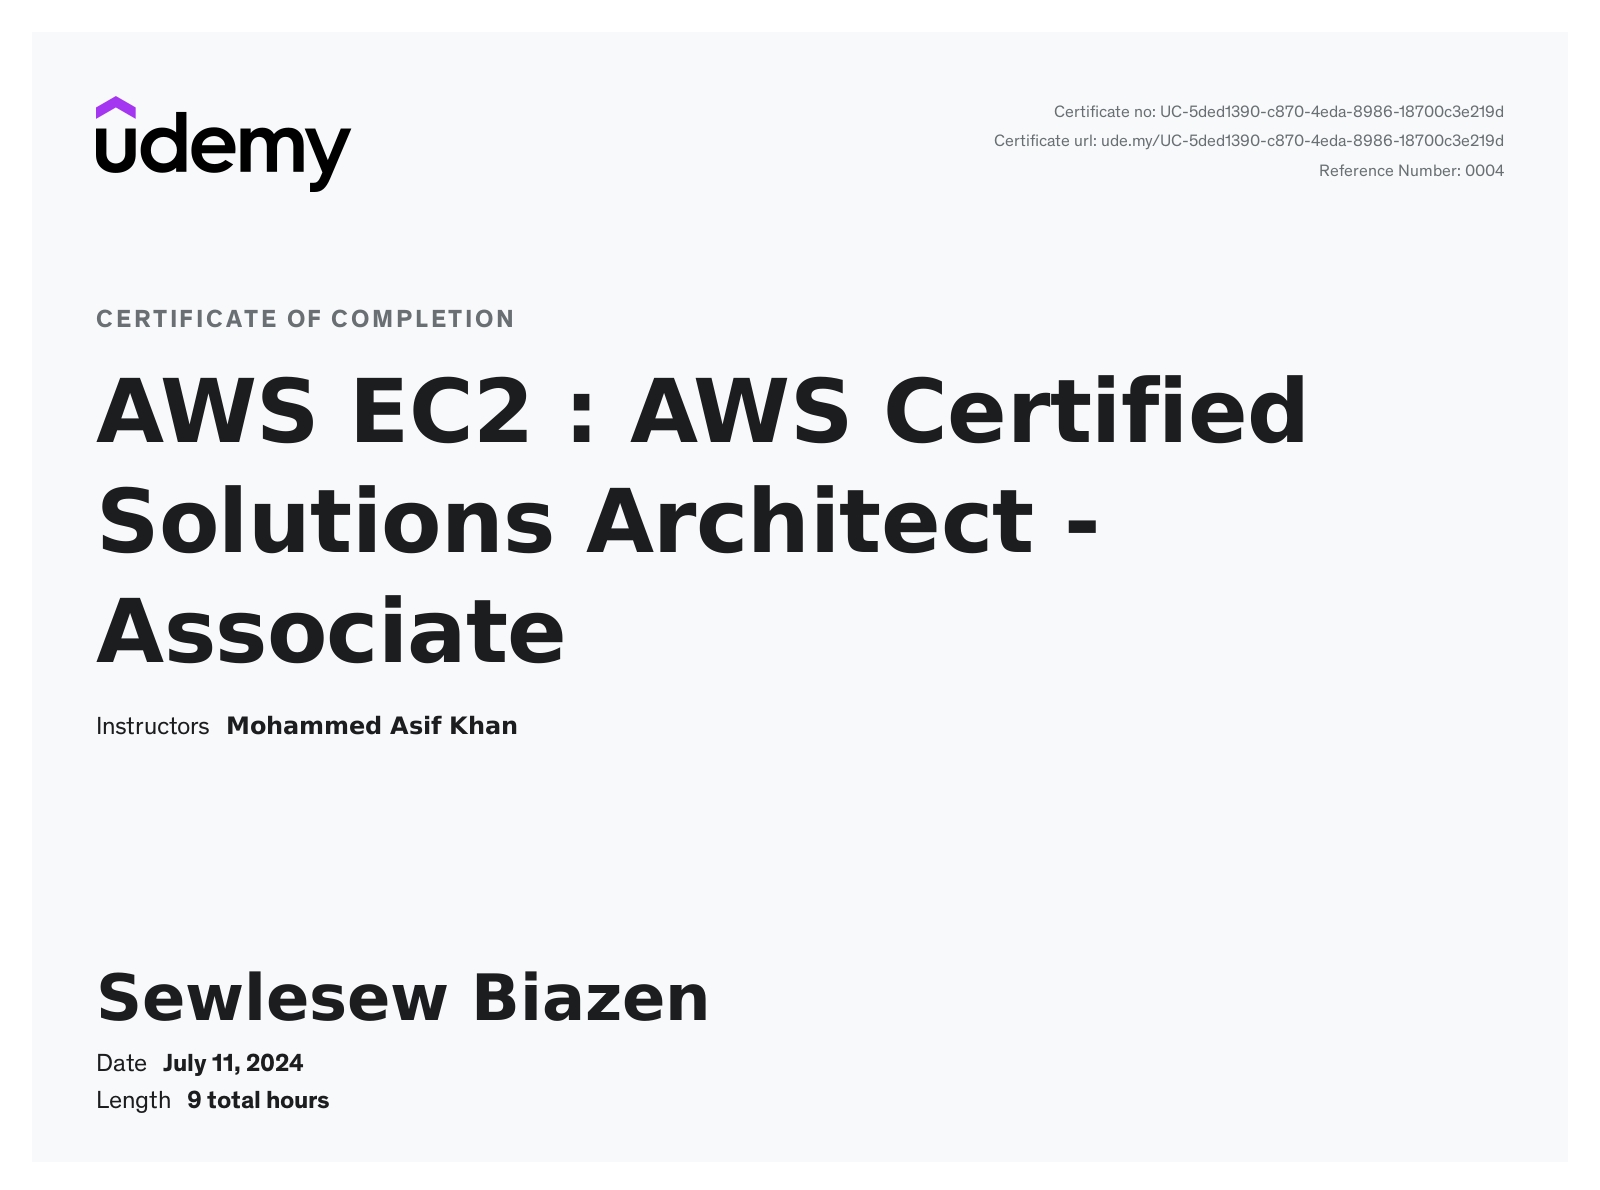 udemy
Certificate no: UC-5ded1390-c870-4eda-8986-18700c3e219d
Certificate url: ude.my/UC-5ded1390-c870-4eda-8986-18700c3e219d
Reference Number: 0004
CERTIFICATE OF COMPLETION
AWS EC2 : AWS Certified
Solutions Architect -
Associate
Instructors Mohammed Asif Khan
Sewlesew Biazen
Date July 11, 2024
Length 9 total hours